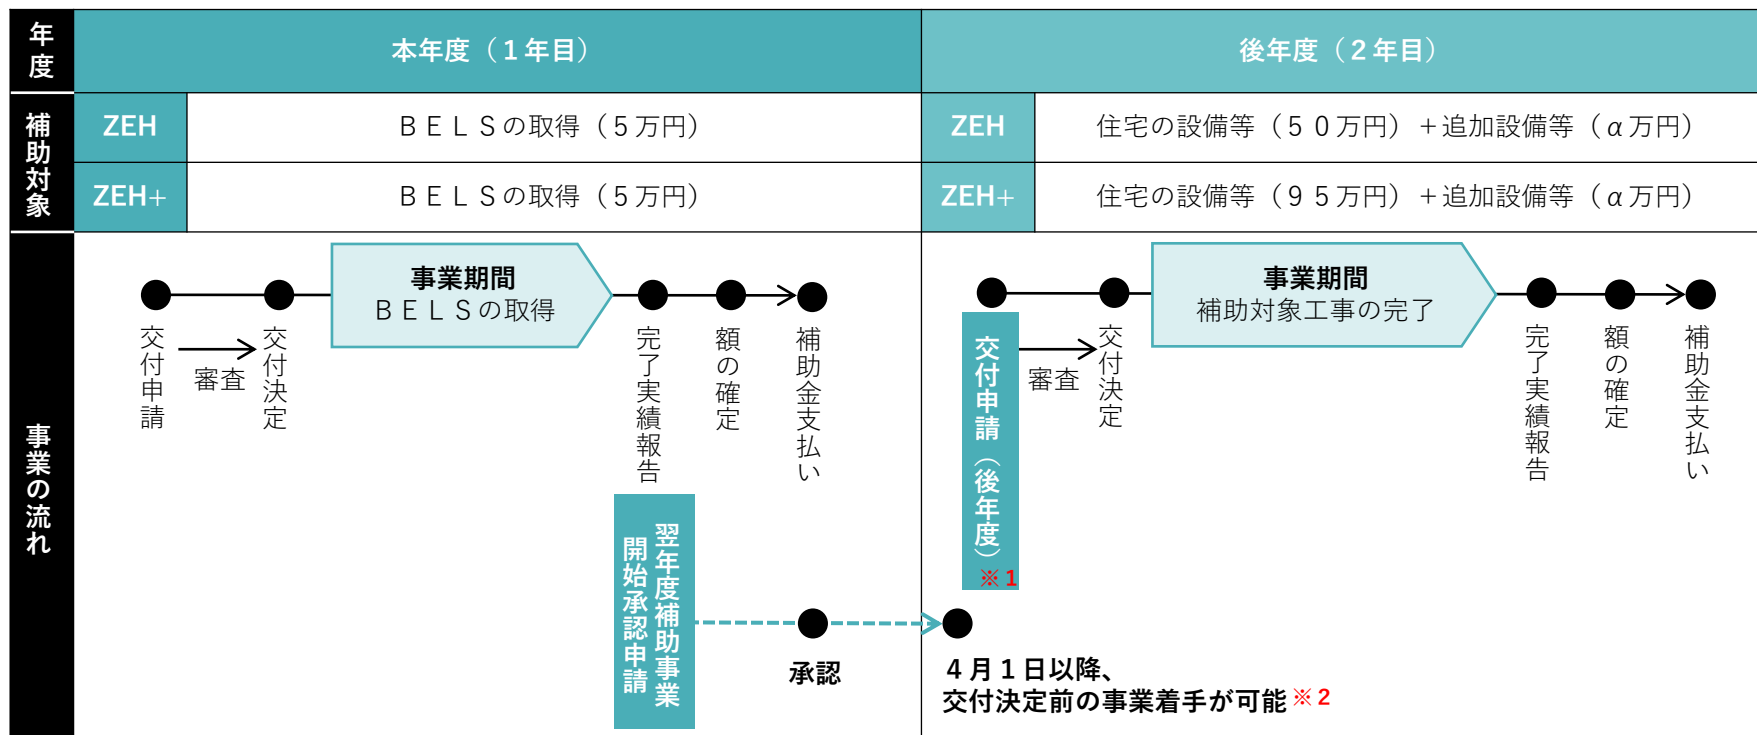 年度
本年度（１年目）
後年度（２年目）
補助対象
ZEH
ＢＥＬＳの取得（５万円）
ZEH
住宅の設備等（５０万円）＋追加設備等（α万円）
ZEH+
ＢＥＬＳの取得（５万円）
ZEH+
住宅の設備等（９５万円）＋追加設備等（α万円）
事業の流れ
交付申請
審査
交付決定
事業期間
ＢＥＬＳの取得
完了実績報告
額の確定
補助金支払い
翌年度補助事業
開始承認申請
承認
交付申請（後年度）
※１
審査
交付決定
事業期間
補助対象工事の完了
完了実績報告
額の確定
補助金支払い
４月１日以降、
交付決定前の事業着手が可能※２